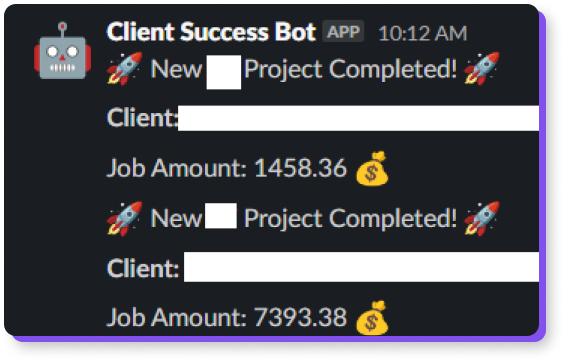 Client Success Bot APP 10:12 AM
🚀 New Project Completed! 🚀
Client:
Job Amount: 1458.36 💰
🚀 New Project Completed! 🚀
Client:
Job Amount: 7393.38 💰